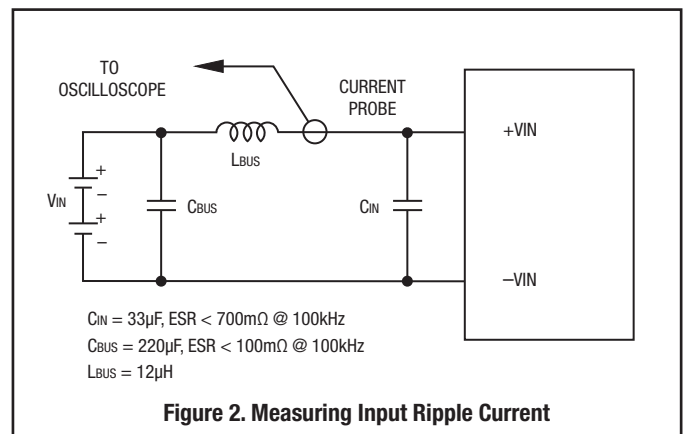 TO
OSCILLOSCOPE
CURRENT
PROBE
+VIN
LBUS
VIN
+
–
+
–
CBUS
CIN
–VIN
CIN = 33µF, ESR < 700mΩ @ 100kHz
CBUS = 220µF, ESR < 100mΩ @ 100kHz
LBUS = 12µH
Figure 2. Measuring Input Ripple Current